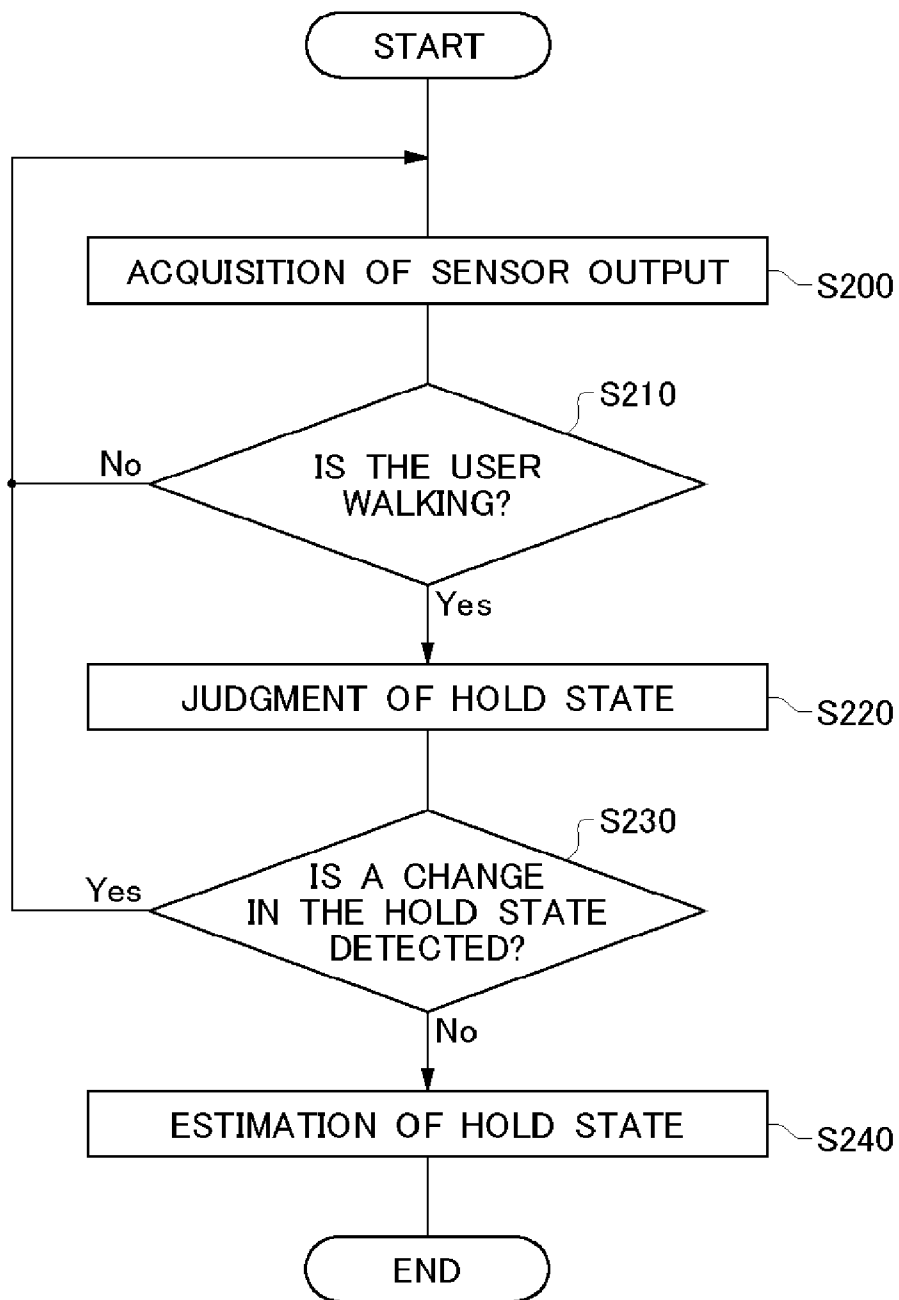 START
ACQUISITION OF SENSOR OUTPUT
S200
S210
IS THE USER
WALKING?
No
Yes
JUDGMENT OF HOLD STATE
S220
S230
IS A CHANGE
IN THE HOLD STATE
DETECTED?
Yes
No
ESTIMATION OF HOLD STATE
S240
END